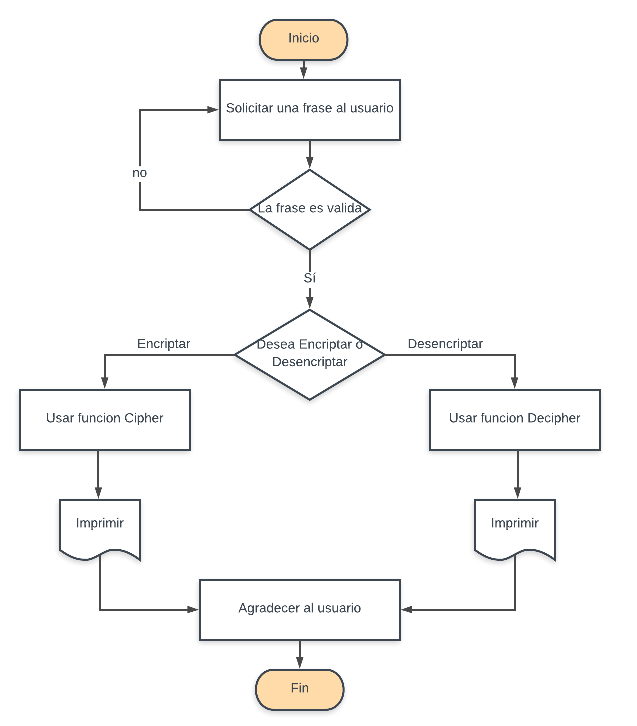 Inicio
Solicitar una frase al usuario
no
La frase es valida
Sí
Desea Encriptar o
Desencriptar
Encriptar
Desencriptar
Usar funcion Cipher
Usar funcion Decipher
Imprimir
Imprimir
Agradecer al usuario
Fin